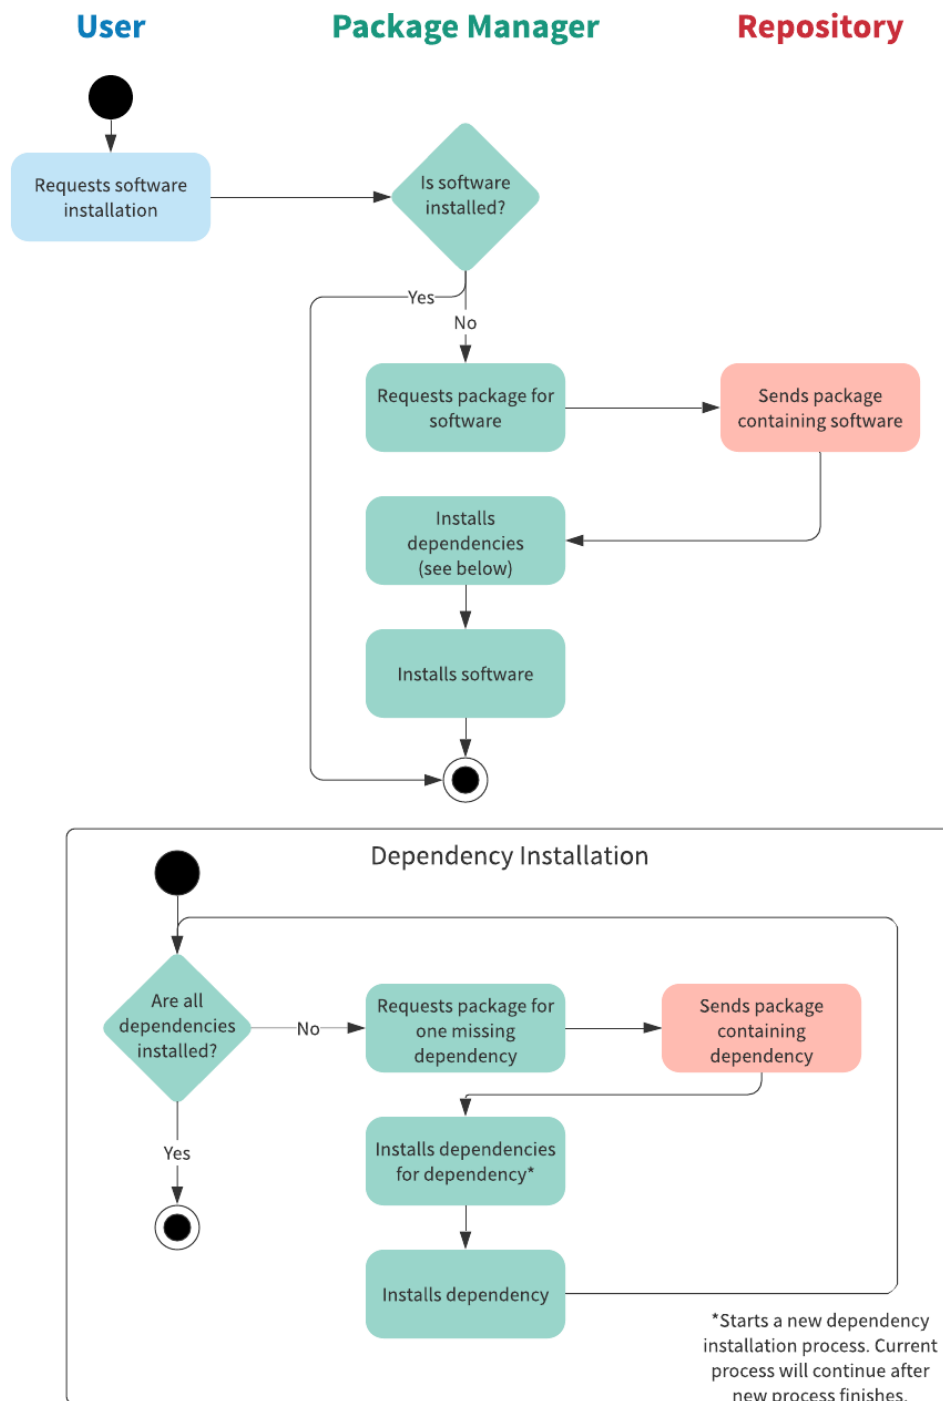 User
Package Manager
Repository
Requests software
installation
Is software
installed?
Yes
No
Requests package for
software
Sends package
containing software
Installs
dependencies
(see below)
Installs software
Dependency Installation
Are all
dependencies
installed?
No
Requests package for
one missing
dependency
Sends package
containing
dependency
Yes
Installs dependencies
for dependency*
Installs dependency
*Starts a new dependency
installation process. Current
process will continue after
new process finishes.